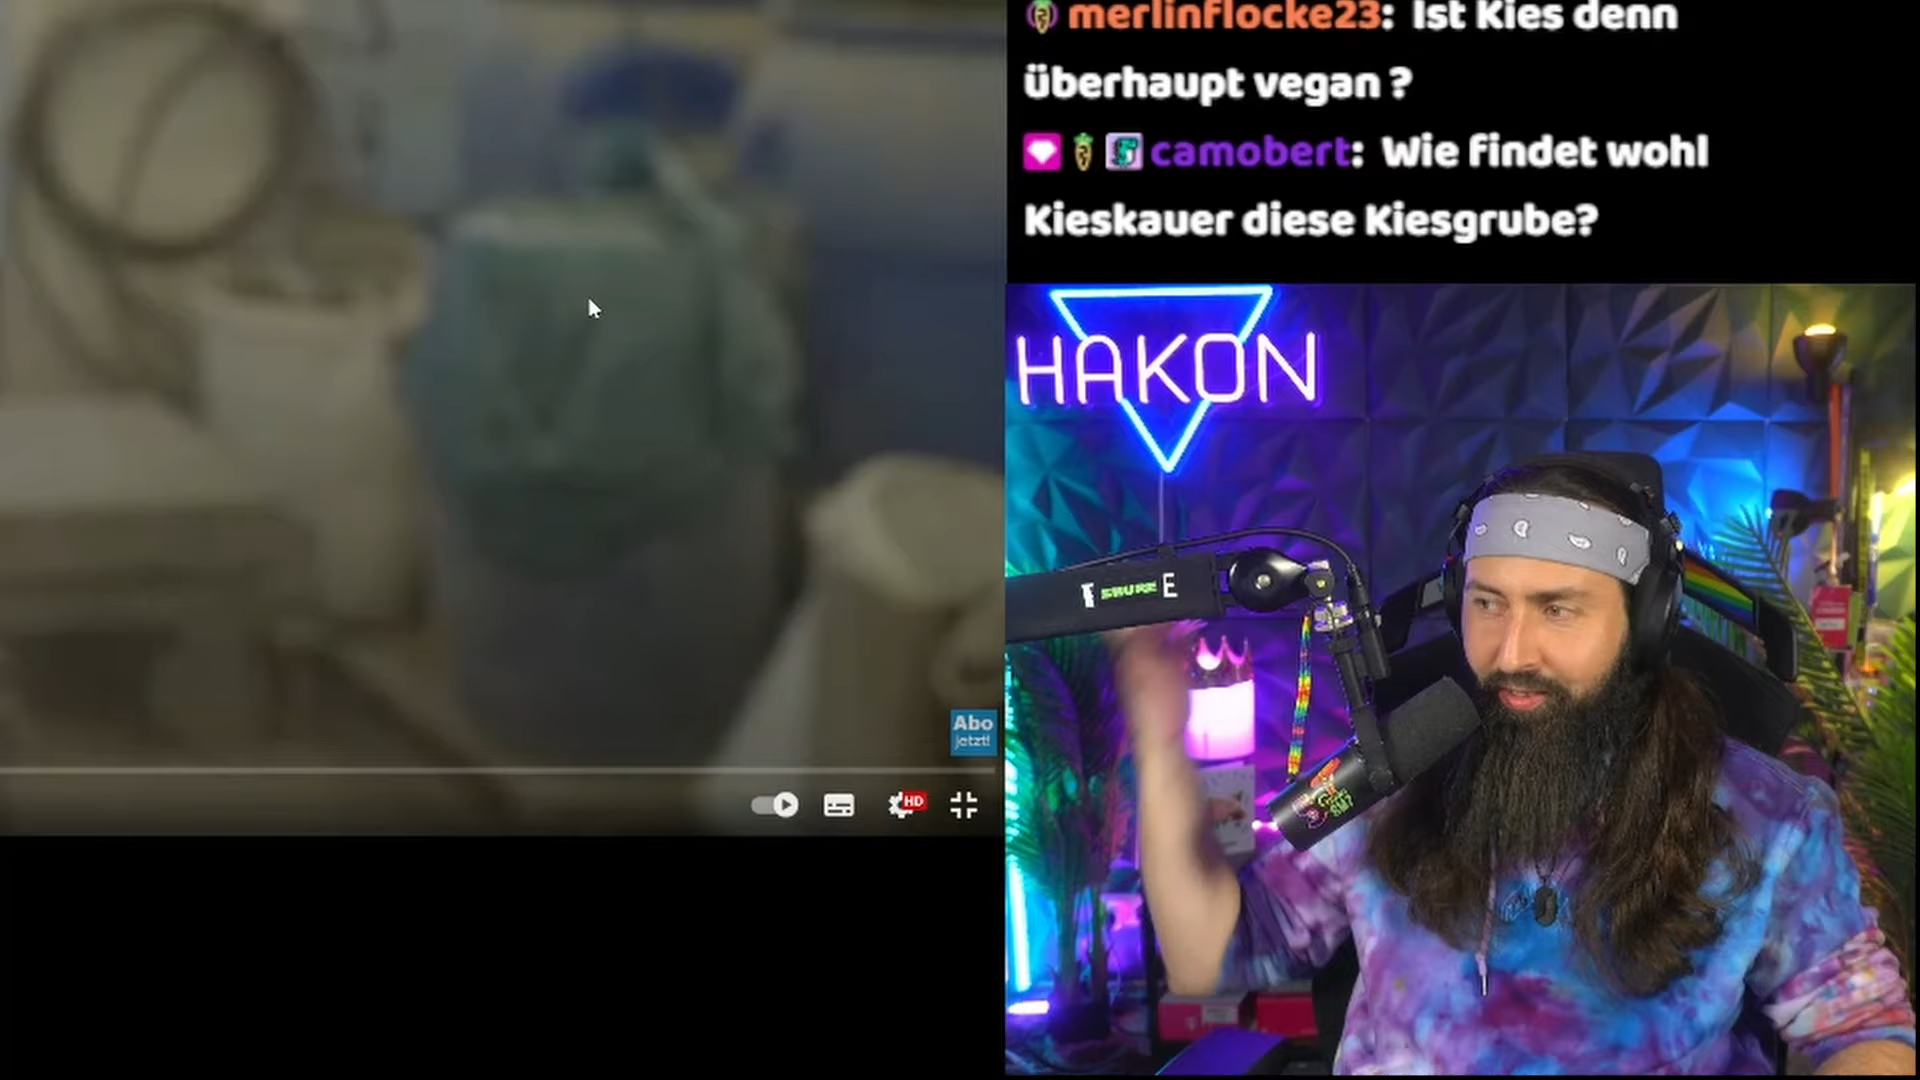 merlinflocke23: Ist Kies denn
überhaupt vegan ?
camobert: Wie findet wohl
Kieskauer diese Kiesgrube?
HAKON
SHURE
Abo
jetzt!
HD